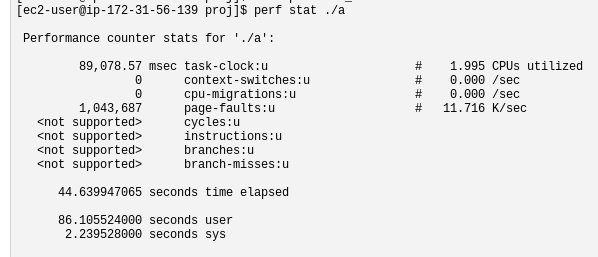 [ec2-user@ip-172-31-56-139 proj]$ perf stat ./a
Performance counter stats for './a':
89,078.57 msec task-clock:u # 1.995 CPUs utilized
0 context-switches:u # 0.000 /sec
0 cpu-migrations:u # 0.000 /sec
1,043,687 page-faults:u # 11.716 K/sec
<not supported> cycles:u
<not supported> instructions:u
<not supported> branches:u
<not supported> branch-misses:u
44.639947065 seconds time elapsed
86.105524000 seconds user
2.239528000 seconds sys